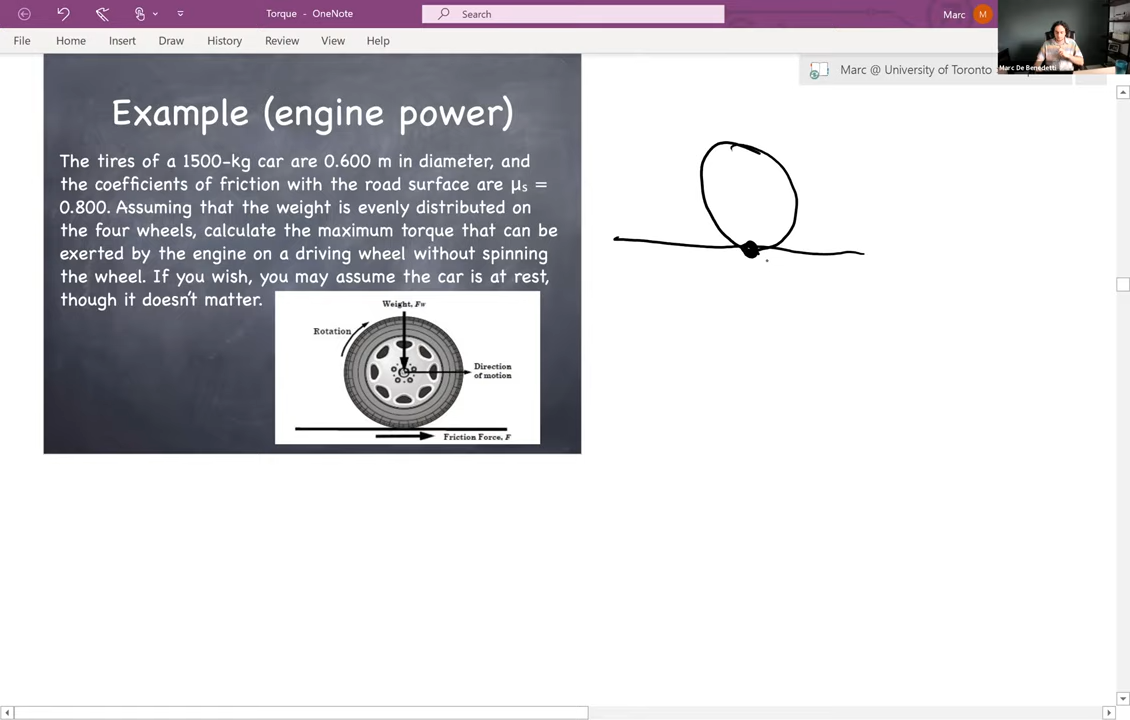 Torque - OneNote
Search
Marc
M
File
Home
Insert
Draw
History
Review
View
Help
Marc De Benedetti
Marc @ University of Toronto
Example (engine power)
The tires of a 1500-kg car are 0.600 m in diameter, and
the coefficients of friction with the road surface are μs =
0.800. Assuming that the weight is evenly distributed on
the four wheels, calculate the maximum torque that can be
exerted by the engine on a driving wheel without spinning
the wheel. If you wish, you may assume the car is at rest,
though it doesn't matter.
Weight, Fw
Rotation
Direction
of motion
Friction Force, F